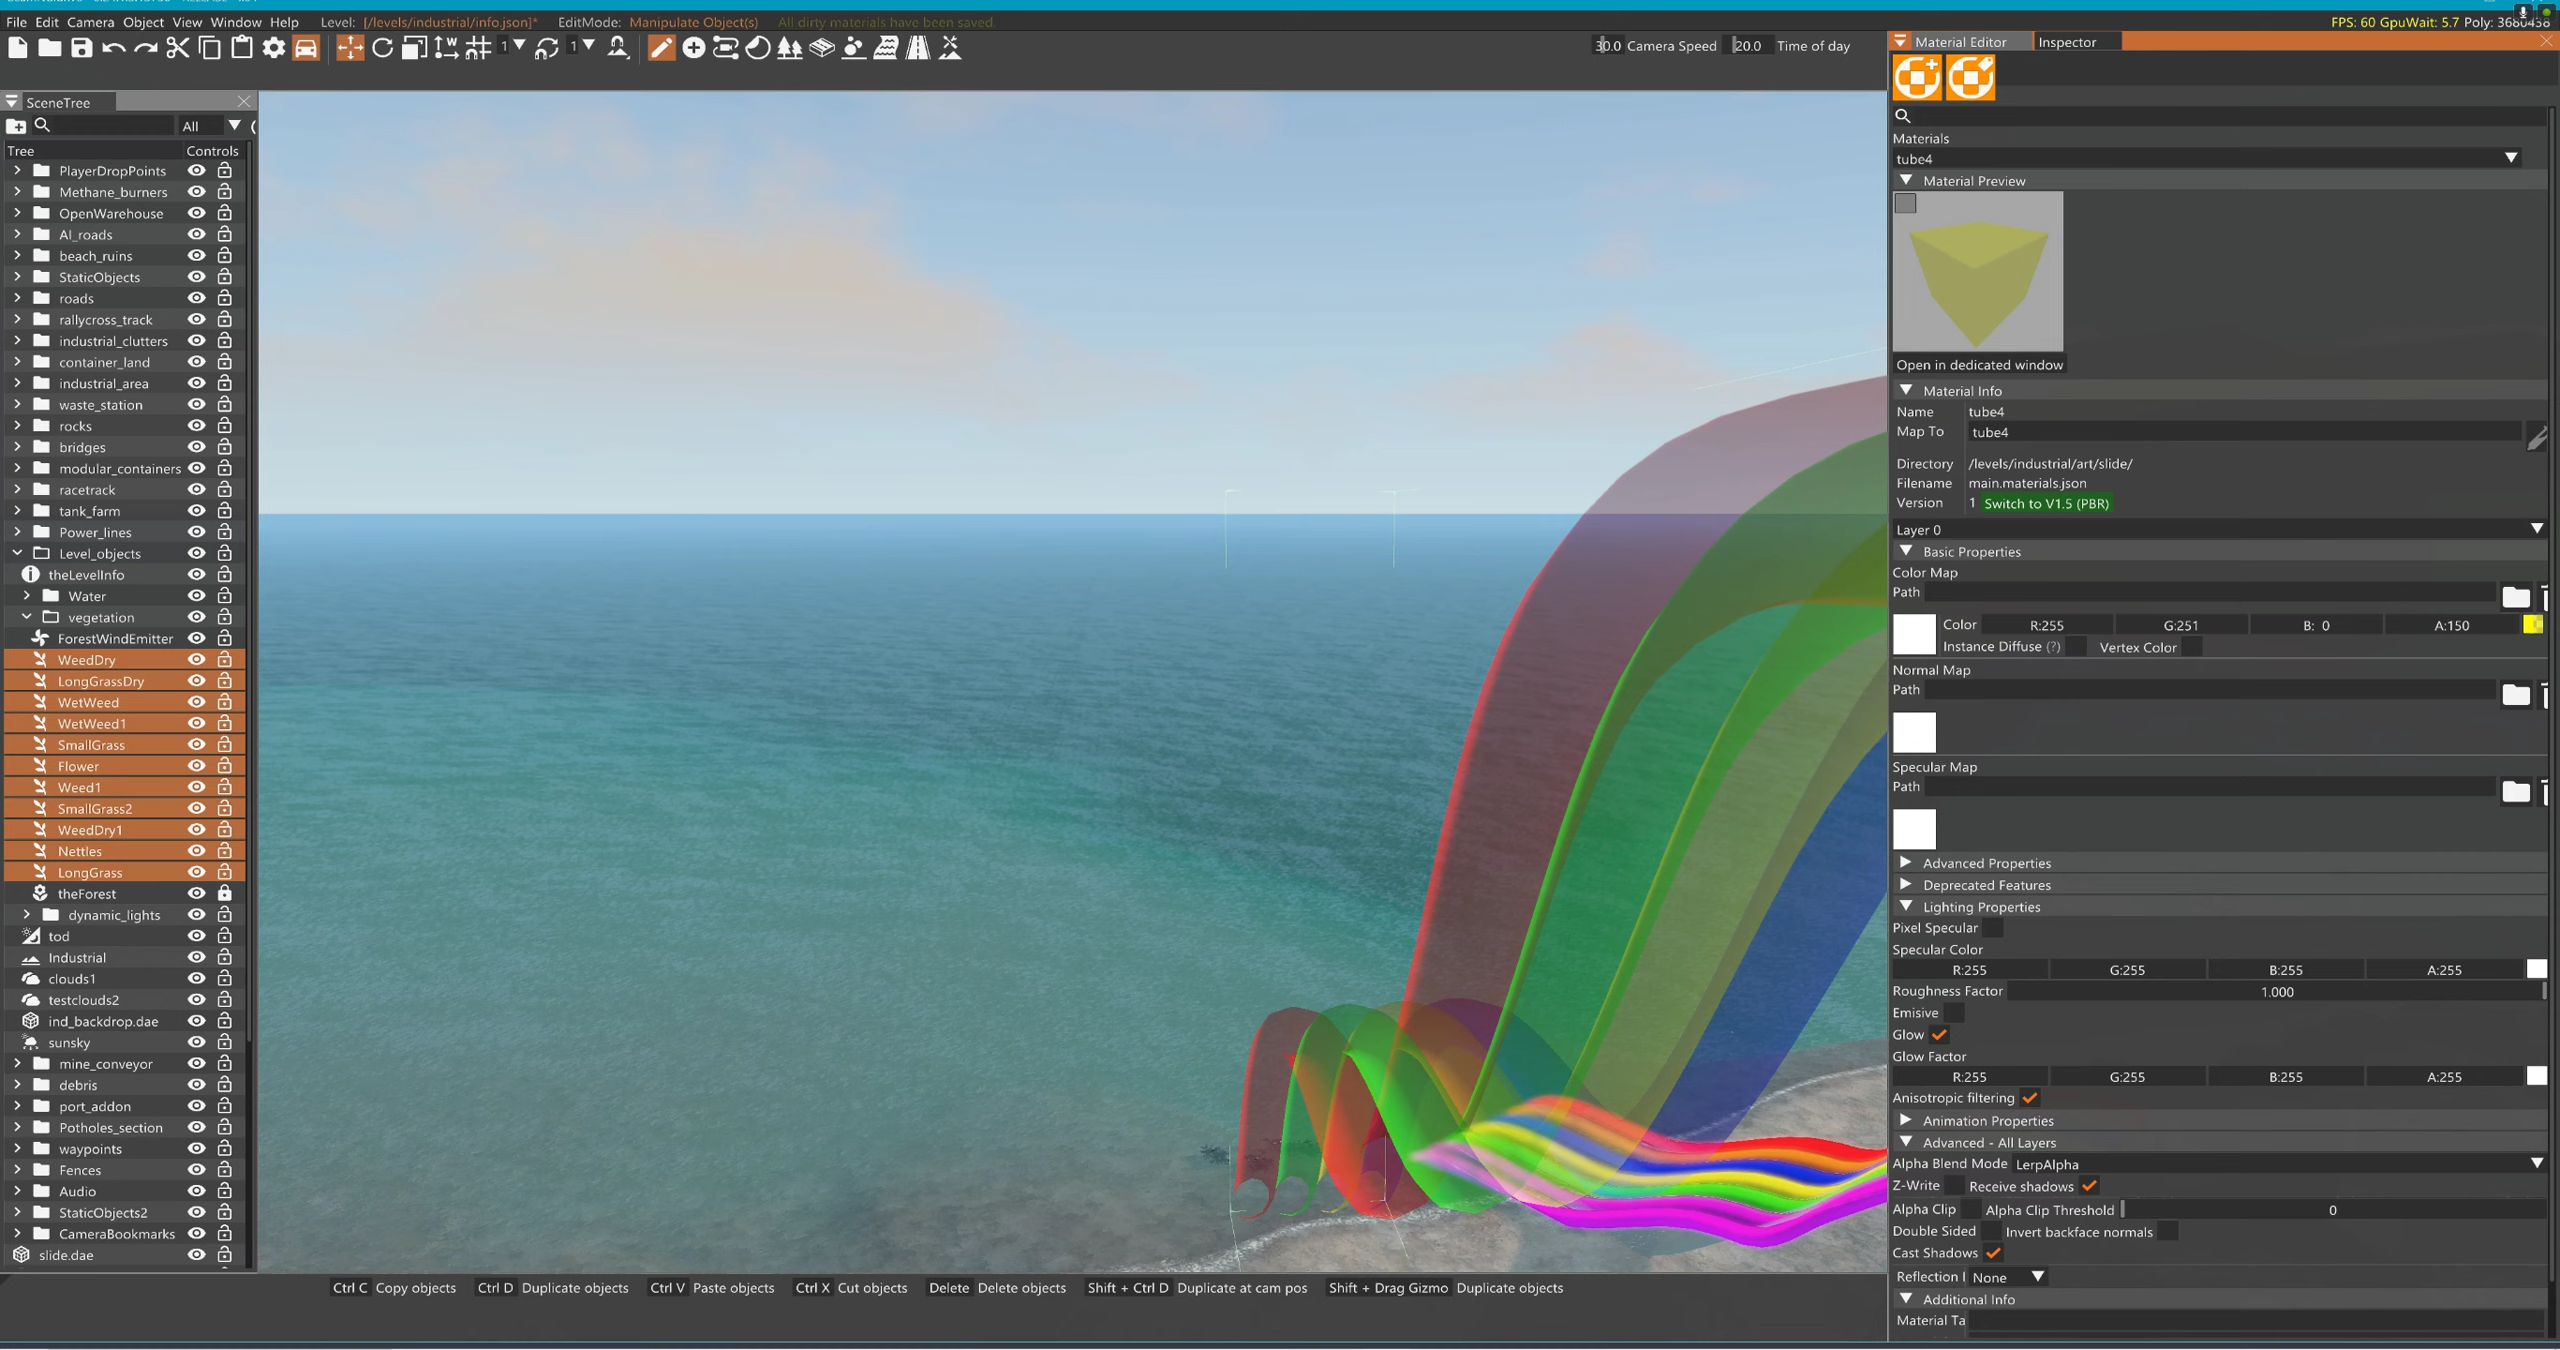 File Edit Camera Object View Window Help Level: [/levels/industrial/info.json]* EditMode: Manipulate Object(s) All dirty materials have been saved.
FPS: 60 GpuWait: 5.7 Poly: 3680438
1 1
30.0 Camera Speed 20.0 Time of day
Material Editor Inspector
SceneTree
All
Tree Controls
PlayerDropPoints
Methane_burners
OpenWarehouse
AI_roads
beach_ruins
StaticObjects
roads
rallycross_track
industrial_clutters
container_land
industrial_area
waste_station
rocks
bridges
modular_containers
racetrack
tank_farm
Power_lines
Level_objects
theLevelInfo
Water
vegetation
ForestWindEmitter
WeedDry
LongGrassDry
WetWeed
WetWeed1
SmallGrass
Flower
Weed1
SmallGrass2
WeedDry1
Nettles
LongGrass
theForest
dynamic_lights
tod
Industrial
clouds1
testclouds2
ind_backdrop.dae
sunsky
mine_conveyor
debris
port_addon
Potholes_section
waypoints
Fences
Audio
StaticObjects2
CameraBookmarks
slide.dae
Ctrl C Copy objects Ctrl D Duplicate objects Ctrl V Paste objects Ctrl X Cut objects Delete Delete objects Shift + Ctrl D Duplicate at cam pos Shift + Drag Gizmo Duplicate objects
Materials
tube4
Material Preview
Open in dedicated window
Material Info
Name tube4
Map To tube4
Directory /levels/industrial/art/slide/
Filename main.materials.json
Version 1 Switch to V1.5 (PBR)
Layer 0
Basic Properties
Color Map
Path
Color R:255 G:251 B: 0 A:150
Instance Diffuse (?) Vertex Color
Normal Map
Path
Specular Map
Path
Advanced Properties
Deprecated Features
Lighting Properties
Pixel Specular
Specular Color
R:255 G:255 B:255 A:255
Roughness Factor 1.000
Emisive
Glow
Glow Factor
R:255 G:255 B:255 A:255
Anisotropic filtering
Animation Properties
Advanced - All Layers
Alpha Blend Mode LerpAlpha
Z-Write Receive shadows
Alpha Clip Alpha Clip Threshold 0
Double Sided Invert backface normals
Cast Shadows
Reflection None
Additional Info
Material Ta